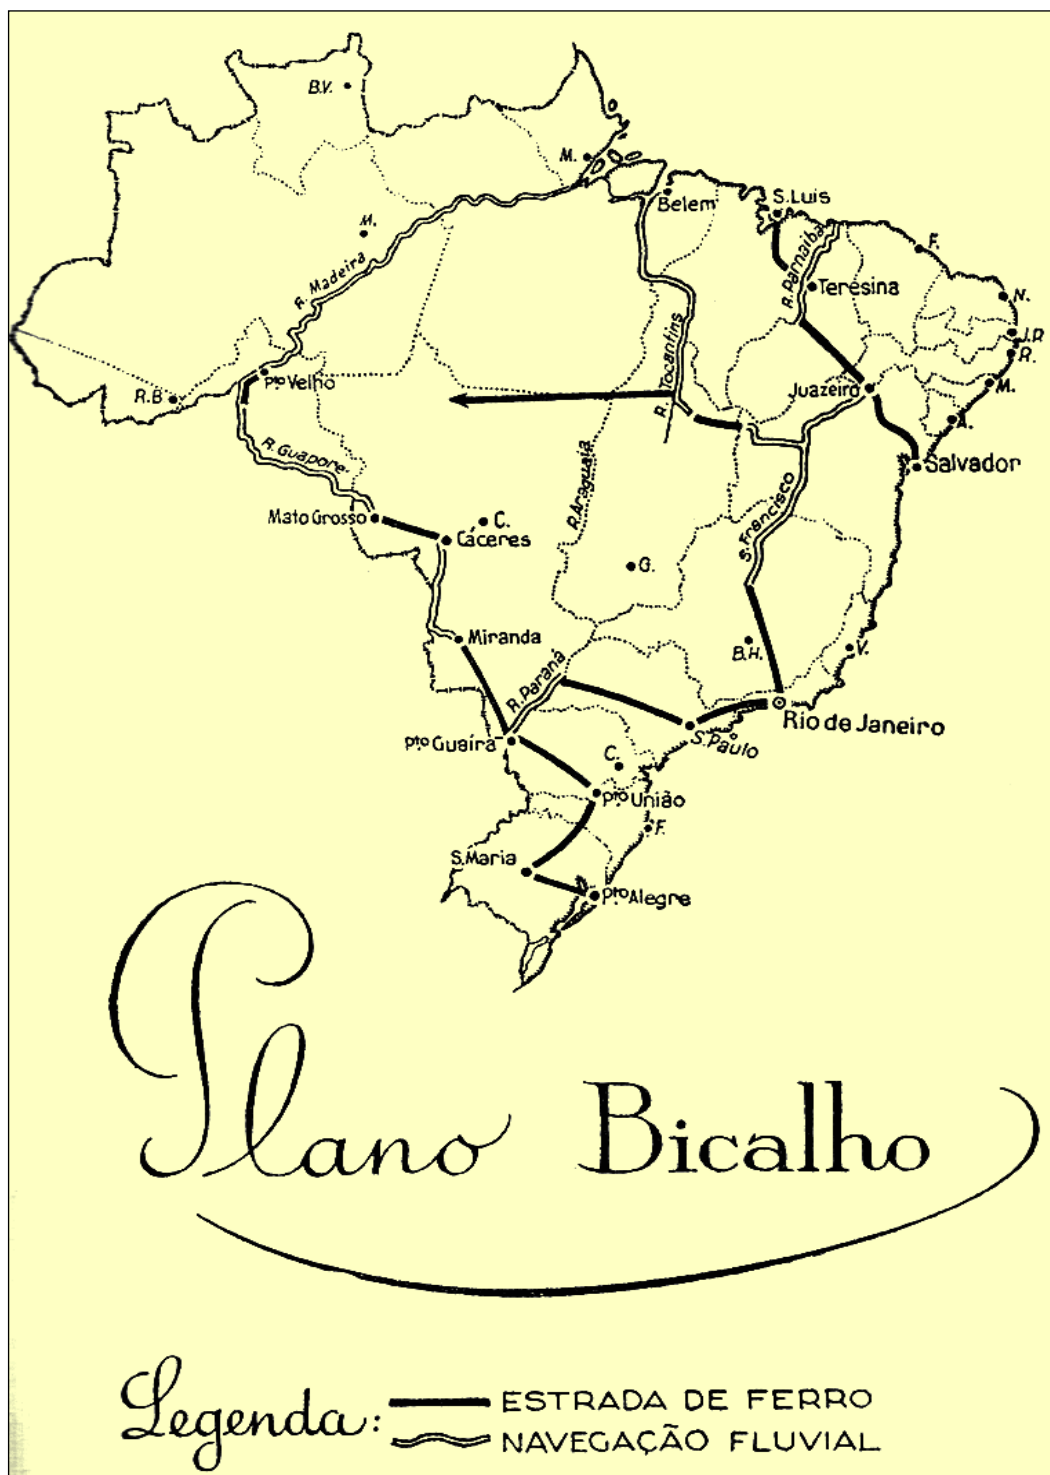 B.V.
M.
Belem
S.Luis
M.
R. Madeira
R. Parnaiba
F.
Teresina
N.
J.P.
R.
R. Tocantins
Pto Velho
Juazeiro
M.
R.B
A.
R. Guaporé
R. Araguaia
Salvador
S. Francisco
Mato Grosso
C.
Cáceres
G.
Miranda
B.H.
V.
R. Paraná
Rio de Janeiro
Pto Guaíra
S. Paulo
C.
Pto União
F.
S. Maria
Pto Alegre
Plano Bicalho
Legenda: ESTRADA DE FERRO
NAVEGAÇÃO FLUVIAL